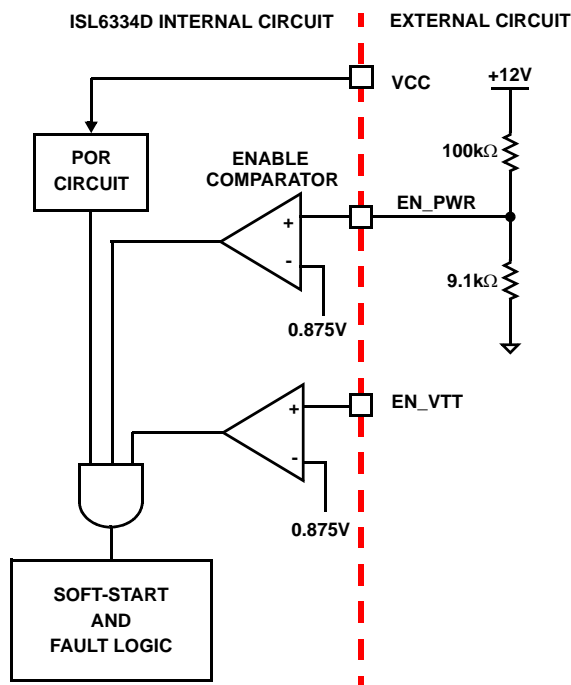 ISL6334D INTERNAL CIRCUIT
EXTERNAL CIRCUIT
VCC
+12V
100kΩ
POR
CIRCUIT
ENABLE
COMPARATOR
EN_PWR
+
-
9.1kΩ
0.875V
EN_VTT
+
-
0.875V
SOFT-START
AND
FAULT LOGIC